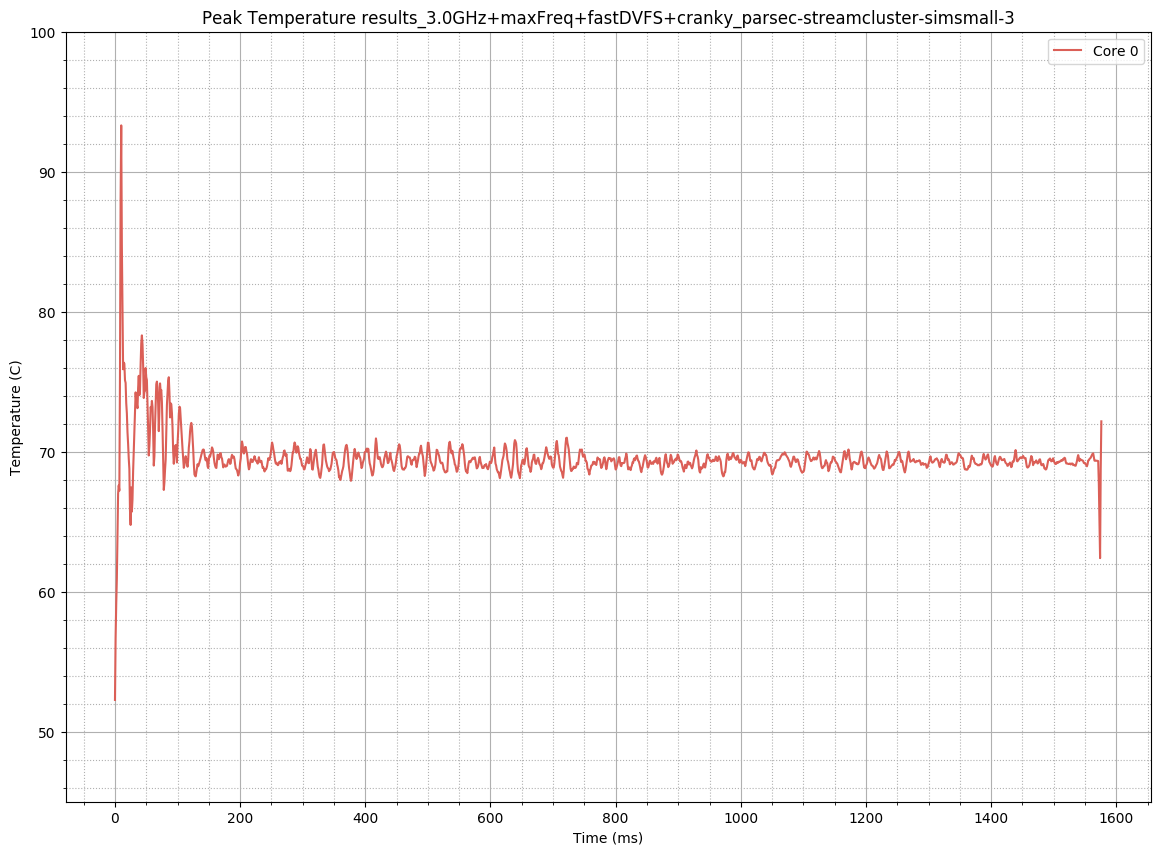 Peak Temperature results_3.0GHz+maxFreq+fastDVFS+cranky_parsec-streamcluster-simsmall-3
Core 0
100
90
80
70
60
50
Temperature (C)
0 200 400 600 800 1000 1200 1400 1600
Time (ms)